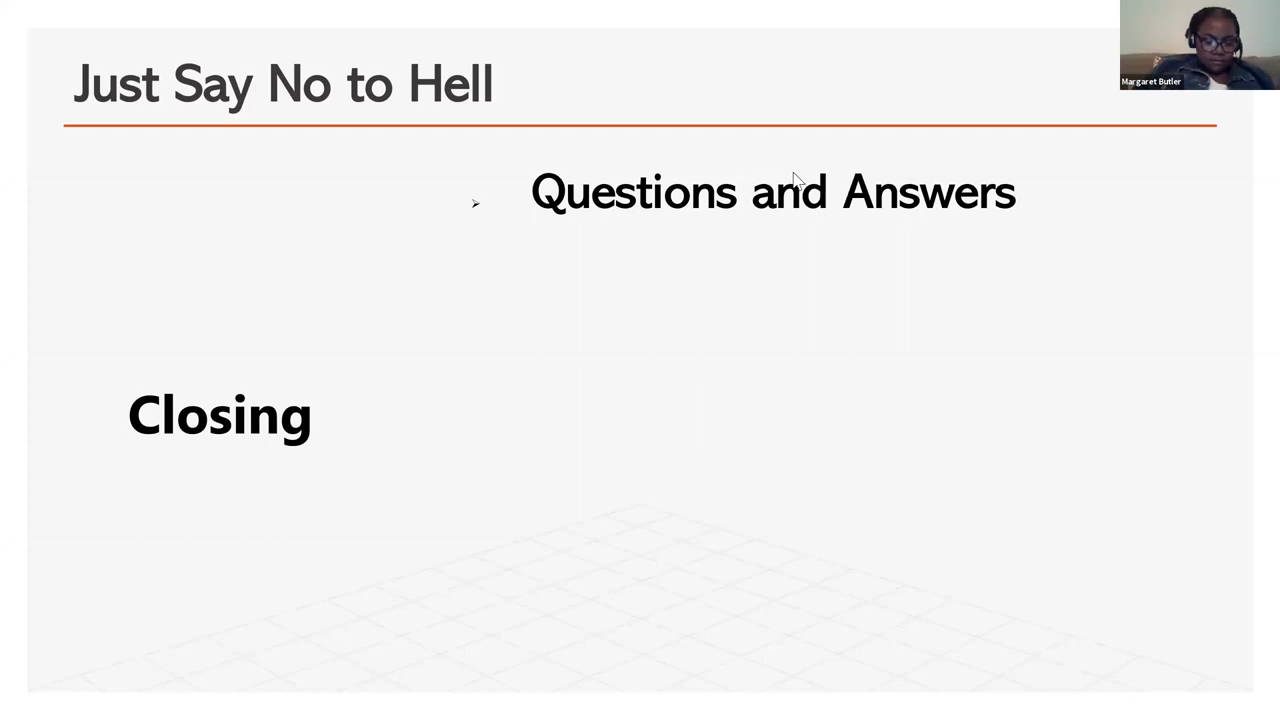 Just Say No to Hell
Margaret Butler
Questions and Answers
Closing